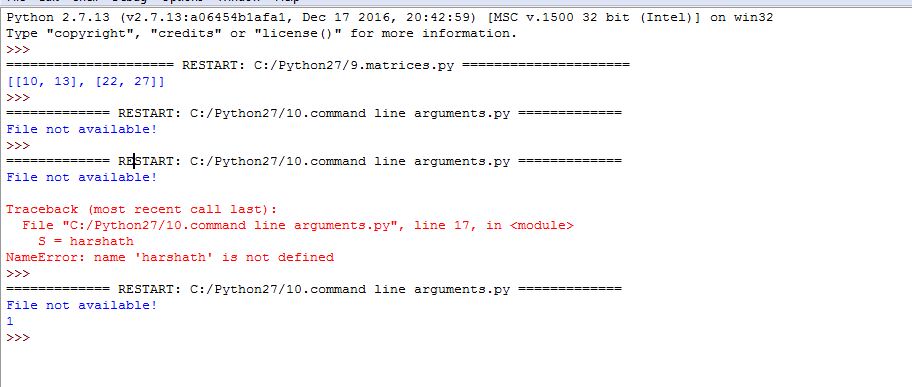 Python 2.7.13 (v2.7.13:a06454b1afa1, Dec 17 2016, 20:42:59) [MSC v.1500 32 bit (Intel)] on win32
Type "copyright", "credits" or "license()" for more information.
>>>
===================== RESTART: C:/Python27/9.matrices.py =====================
[[10, 13], [22, 27]]
>>>
============= RESTART: C:/Python27/10.command line arguments.py =============
File not available!
>>>
============= RESTART: C:/Python27/10.command line arguments.py =============
File not available!

Traceback (most recent call last):
  File "C:/Python27/10.command line arguments.py", line 17, in <module>
    S = harshath
NameError: name 'harshath' is not defined
>>>
============= RESTART: C:/Python27/10.command line arguments.py =============
File not available!
1
>>>